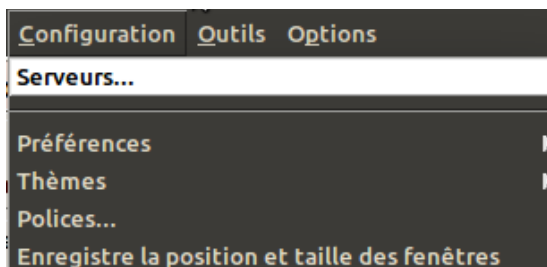 Configuration Outils Options
Serveurs...
Préférences
Thèmes
Polices...
Enregistre la position et taille des fenêtres